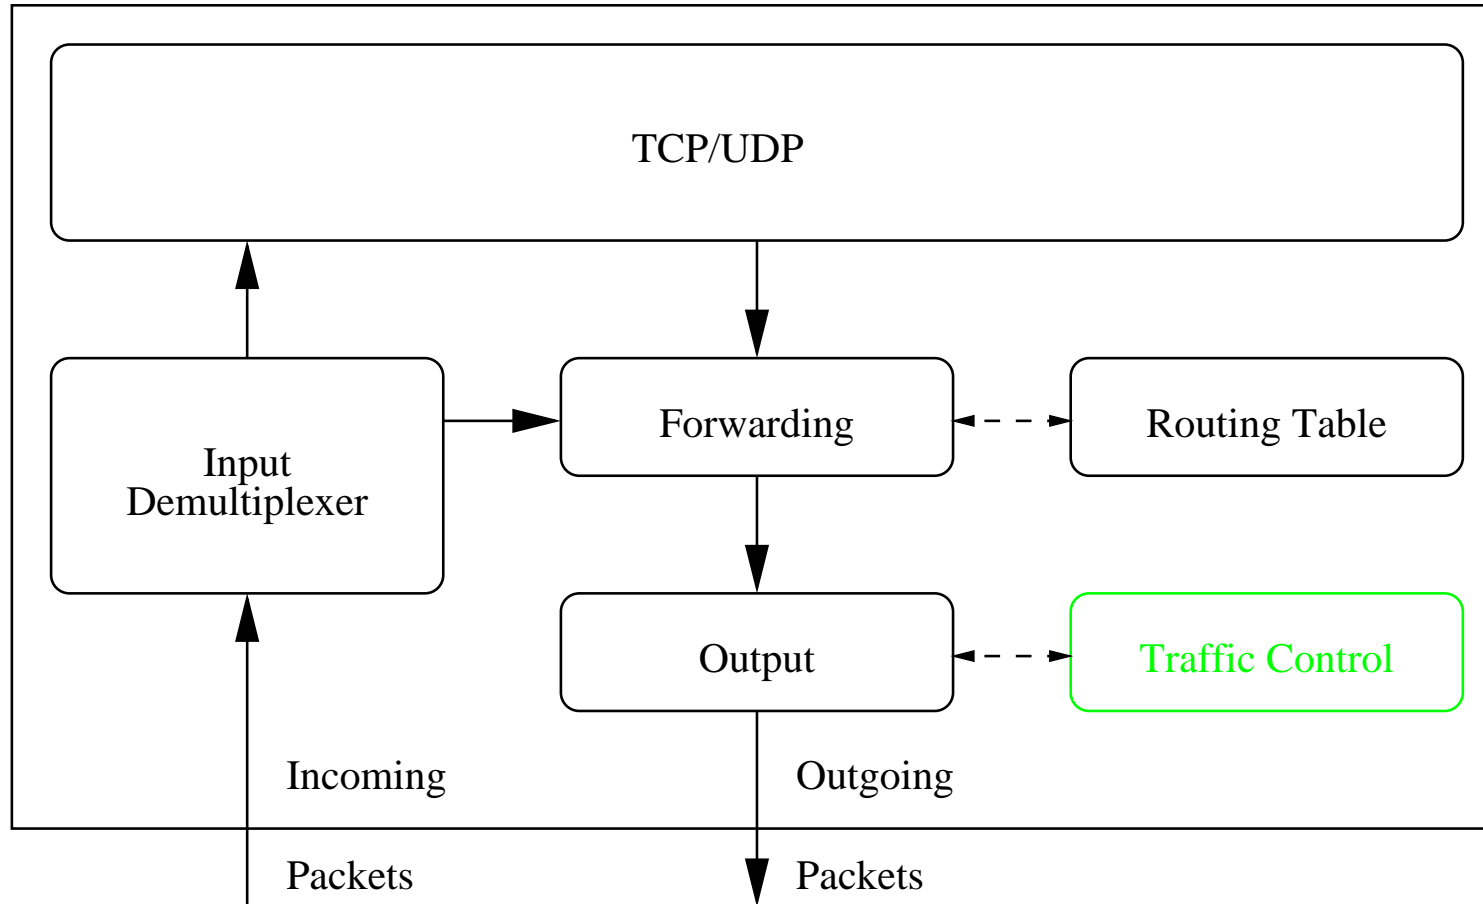 TCP/UDP
Forwarding
Routing Table
Input
Demultiplexer
Output
Traffic Control
Incoming
Outgoing
Packets
Packets